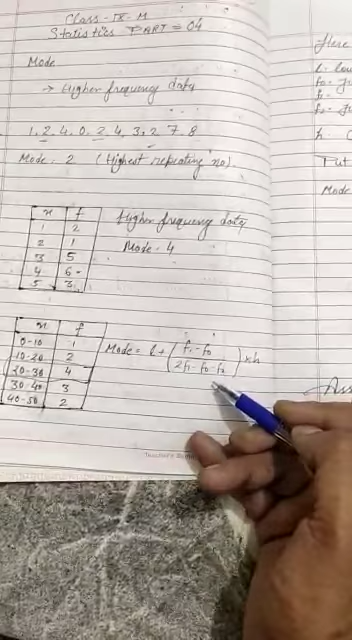 Class-IX-M
Statistics PART = 04
Mode
→ Higher frequency data
1, 2, 4, 0, 2, 4, 3, 2, 7, 8
Mode = 2 (Highest repeating no)
x f
1 2
2 1
3 5
4 6
5 3
Higher frequency data
Mode = 4
x f
0-10 1
10-20 2
20-30 4
30-40 3
40-50 2
Mode = l + (f₁-f₀ / 2f₁-f₀-f₂) × h
Here
l =
f₀ =
f₁ =
f₂ =
h
Put
Mode
Ass